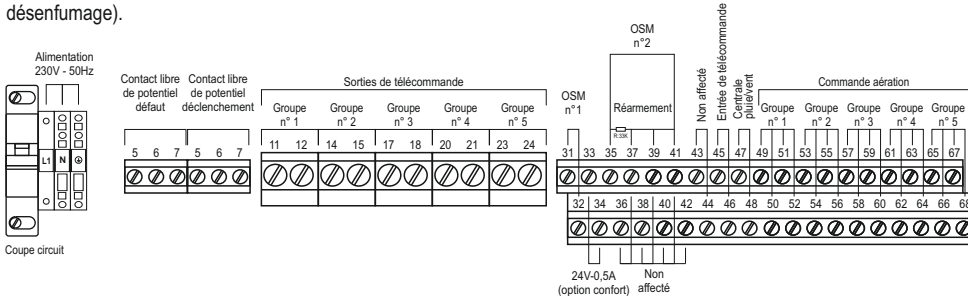 désenfumage).
Alimentation
230V - 50Hz
L1 N
Coupe circuit
Contact libre
de potentiel
défaut
Contact libre
de potentiel
déclenchement
5 6 7 5 6 7
Sorties de télécommande
Groupe
n° 1
Groupe
n° 2
Groupe
n° 3
Groupe
n° 4
Groupe
n° 5
11 12 14 15 17 18 20 21 23 24
OSM
n°1
OSM
n°2
Réarmement
R:33K
Non affecté
Entrée de télécommande
Centrale
pluie/vent
Commande aération
Groupe
n° 1
Groupe
n° 2
Groupe
n° 3
Groupe
n° 4
Groupe
n° 5
31 33 35 37 39 41 43 45 47 49 51 53 55 57 59 61 63 65 67
32 34 36 38 40 42 44 46 48 50 52 54 56 58 60 62 64 66 68
24V-0,5A
(option confort)
Non
affecté